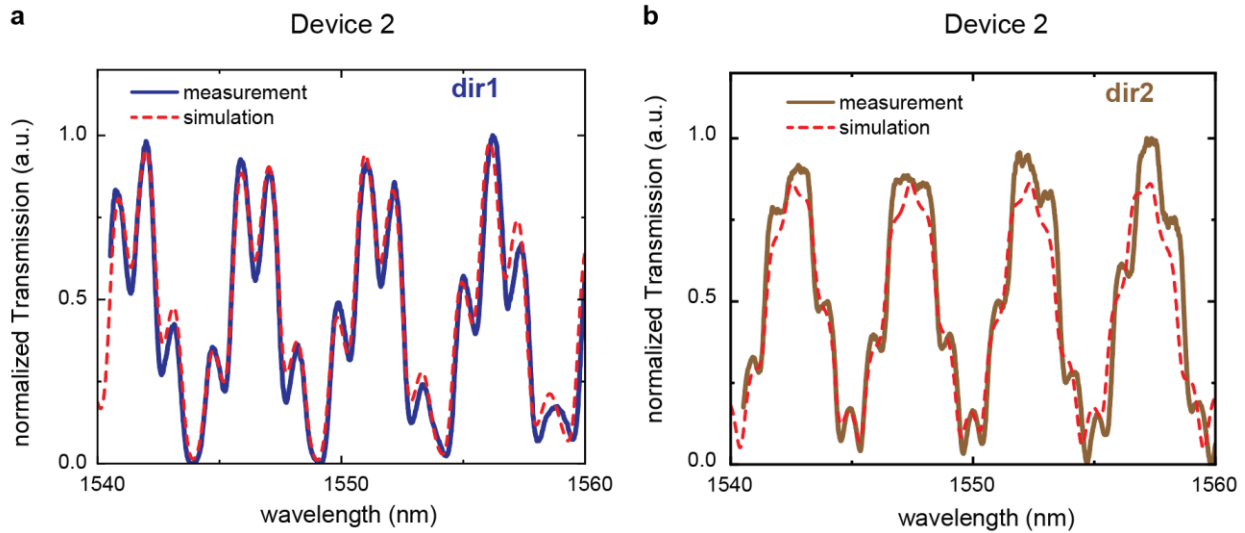 a
Device 2
dir1
measurement
simulation
normalized Transmission (a.u.)
1.0
0.5
0.0
1540
1550
1560
wavelength (nm)
b
Device 2
dir2
measurement
simulation
normalized Transmission (a.u.)
1.0
0.5
0.0
1540
1550
1560
wavelength (nm)